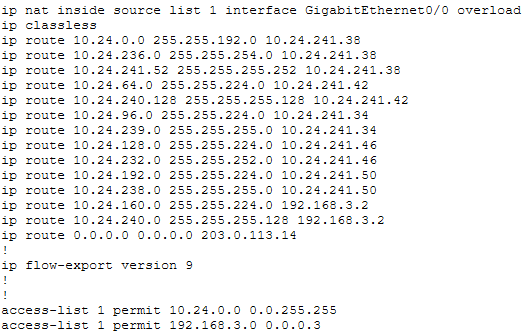 ip nat inside source list 1 interface GigabitEthernet0/0 overload
ip classless
ip route 10.24.0.0 255.255.192.0 10.24.241.38
ip route 10.24.236.0 255.255.254.0 10.24.241.38
ip route 10.24.241.52 255.255.255.252 10.24.241.38
ip route 10.24.64.0 255.255.224.0 10.24.241.42
ip route 10.24.240.128 255.255.255.128 10.24.241.42
ip route 10.24.96.0 255.255.224.0 10.24.241.34
ip route 10.24.239.0 255.255.255.0 10.24.241.34
ip route 10.24.128.0 255.255.224.0 10.24.241.46
ip route 10.24.232.0 255.255.252.0 10.24.241.46
ip route 10.24.192.0 255.255.224.0 10.24.241.50
ip route 10.24.238.0 255.255.255.0 10.24.241.50
ip route 10.24.160.0 255.255.224.0 192.168.3.2
ip route 10.24.240.0 255.255.255.128 192.168.3.2
ip route 0.0.0.0 0.0.0.0 203.0.113.14
!
ip flow-export version 9
!
!
access-list 1 permit 10.24.0.0 0.0.255.255
access-list 1 permit 192.168.3.0 0.0.0.3